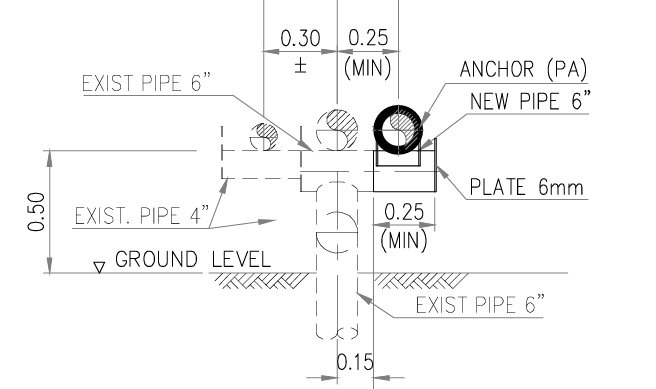 0.30
±
0.25
(MIN)
EXIST PIPE 6”
ANCHOR (PA)
NEW PIPE 6”
PLATE 6mm
0.50
EXIST. PIPE 4”
0.25
(MIN)
GROUND LEVEL
EXIST PIPE 6”
0.15